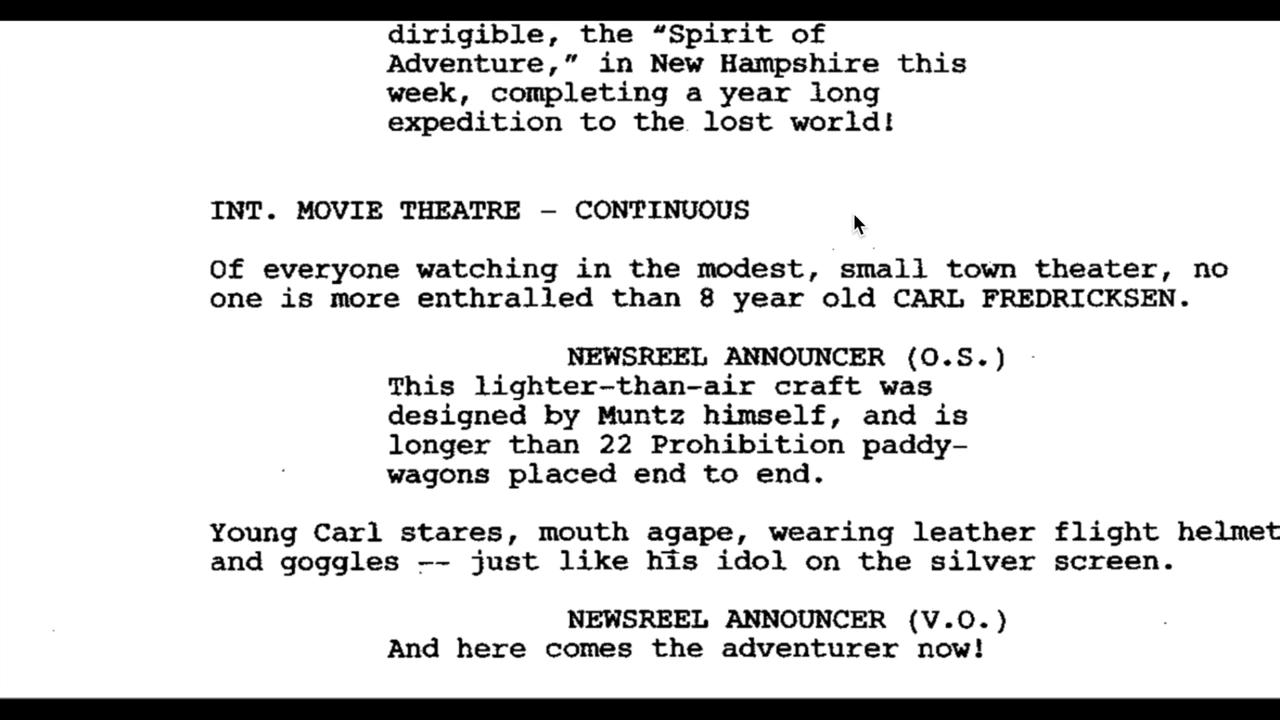 dirigible, the “Spirit of
Adventure,” in New Hampshire this
week, completing a year long
expedition to the lost world!
INT. MOVIE THEATRE – CONTINUOUS
Of everyone watching in the modest, small town theater, no
one is more enthralled than 8 year old CARL FREDRICKSEN.
NEWSREEL ANNOUNCER (O.S.)
This lighter-than-air craft was
designed by Muntz himself, and is
longer than 22 Prohibition paddy-
wagons placed end to end.
Young Carl stares, mouth agape, wearing leather flight helmet
and goggles -- just like his idol on the silver screen.
NEWSREEL ANNOUNCER (V.O.)
And here comes the adventurer now!